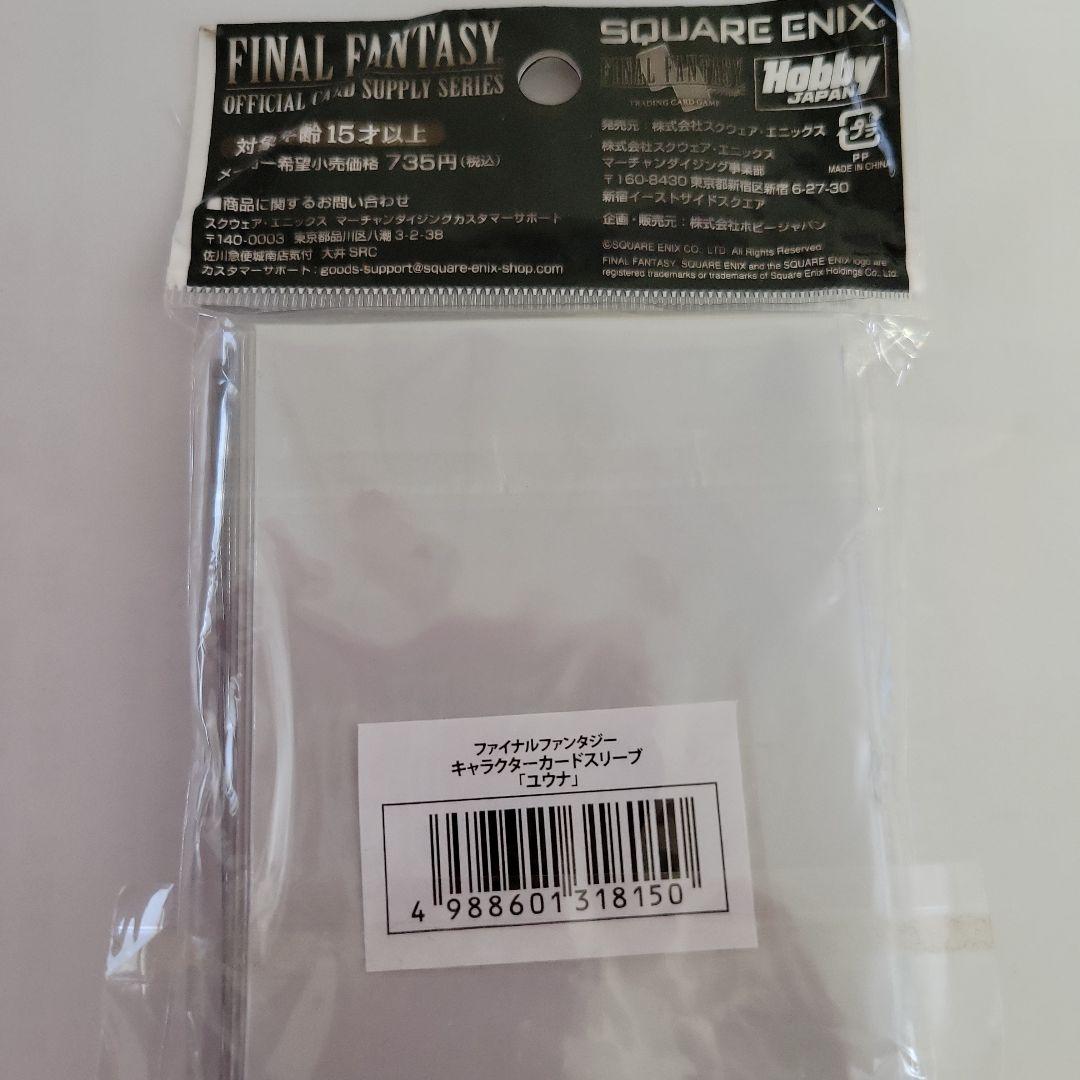 FINAL FANTASY
OFFICIAL CARD SUPPLY SERIES
対象年齢15才以上
メーカー希望小売価格 735円(税込)
■商品に関するお問い合わせ
スクウェア・エニックス マーチャンダイジングカスタマーサポート
〒140-0003 東京都品川区八潮 3-2-38
佐川急便城南店気付 大井 SRC
カスタマーサポート:goods-support@square-enix-shop.com
SQUARE ENIX®
FINAL FANTASY
TRADING CARD GAME
Hobby
JAPAN
発売元:株式会社スクウェア・エニックス
株式会社スクウェア・エニックス
マーチャンダイジング事業部
〒160-8430 東京都新宿区新宿 6-27-30
新宿イーストサイドスクエア
企画・販売元:株式会社ホビージャパン
プラ
PP
MADE IN CHINA
©SQUARE ENIX CO., LTD. All Rights Reserved.
FINAL FANTASY, SQUARE ENIX and the SQUARE ENIX logo are
registered trademarks or trademarks of Square Enix Holdings Co., Ltd.
ファイナルファンタジー
キャラクターカードスリーブ
「ユウナ」
4 988601 318150